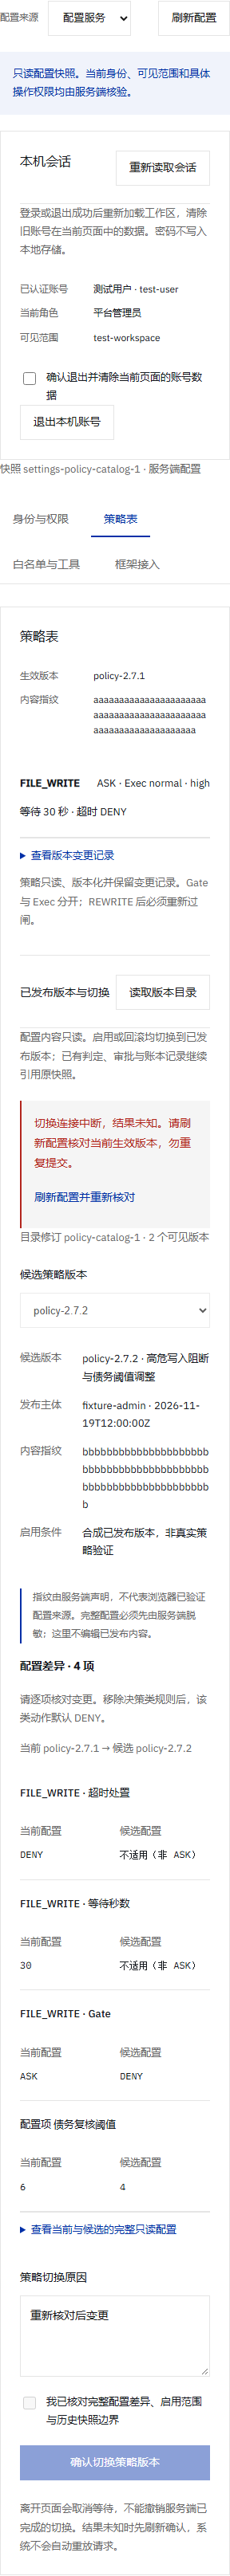 配置来源 配置服务 刷新配置
只读配置快照。当前身份、可见范围和具体
操作权限均由服务端核验。
本机会话 重新读取会话
登录或退出成功后重新加载工作区，清除
旧账号在当前页面中的数据。密码不写入
本地存储。
已认证账号 测试用户 · test-user
当前角色 平台管理员
可见范围 test-workspace
确认退出并清除当前页面的账号数
据
退出本机账号
快照 settings-policy-catalog-1 · 服务端配置
身份与权限 策略表
白名单与工具 框架接入
策略表
生效版本 policy-2.7.1
内容指纹 aaaaaaaaaaaaaaaaaaaaaa
aaaaaaaaaaaaaaaaaaaaaa
aaaaaaaaaaaaaaaaaaaa
FILE_WRITE ASK · Exec normal · high
等待 30 秒 · 超时 DENY
查看版本变更记录
策略只读、版本化并保留变更记录。Gate
与 Exec 分开；REWRITE 后必须重新过
闸。
已发布版本与切换 读取版本目录
配置内容只读。启用或回滚均切换到已发
布版本；已有判定、审批与账本记录继续
引用原快照。
切换连接中断，结果未知。请刷
新配置核对当前生效版本，勿重
复提交。
刷新配置并重新核对
目录修订 policy-catalog-1 · 2 个可见版本
候选策略版本
policy-2.7.2
候选版本 policy-2.7.2 · 高危写入阻断
与债务阈值调整
发布主体 fixture-admin · 2026-11-
19T12:00:00Z
内容指纹 bbbbbbbbbbbbbbbbbbbbb
bbbbbbbbbbbbbbbbbbbbb
bbbbbbbbbbbbbbbbbbbbb
b
启用条件 合成已发布版本，非真实策
略验证
指纹由服务端声明，不代表浏览器已验证
配置来源。完整配置必须先由服务端脱
敏；这里不编辑已发布内容。
配置差异 · 4 项
请逐项核对变更。移除决策类规则后，该
类动作默认 DENY。
当前 policy-2.7.1 → 候选 policy-2.7.2
FILE_WRITE · 超时处置
当前配置 候选配置
DENY 不适用（非 ASK）
FILE_WRITE · 等待秒数
当前配置 候选配置
30 不适用（非 ASK）
FILE_WRITE · Gate
当前配置 候选配置
ASK DENY
配置项 债务复核阈值
当前配置 候选配置
6 4
查看当前与候选的完整只读配置
策略切换原因
重新核对后变更
我已核对完整配置差异、启用范围
与历史快照边界
确认切换策略版本
离开页面会取消等待，不能撤销服务端已
完成的切换。结果未知时先刷新确认，系
统不会自动重放请求。